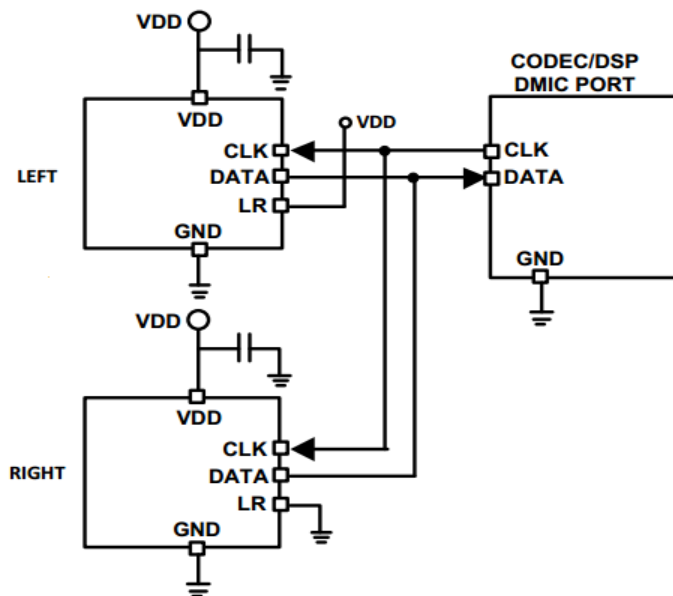 VDD
CODEC/DSP
DMIC PORT
VDD
VDD
CLK
CLK
LEFT
DATA
DATA
LR
GND
GND
VDD
VDD
CLK
RIGHT
DATA
LR
GND